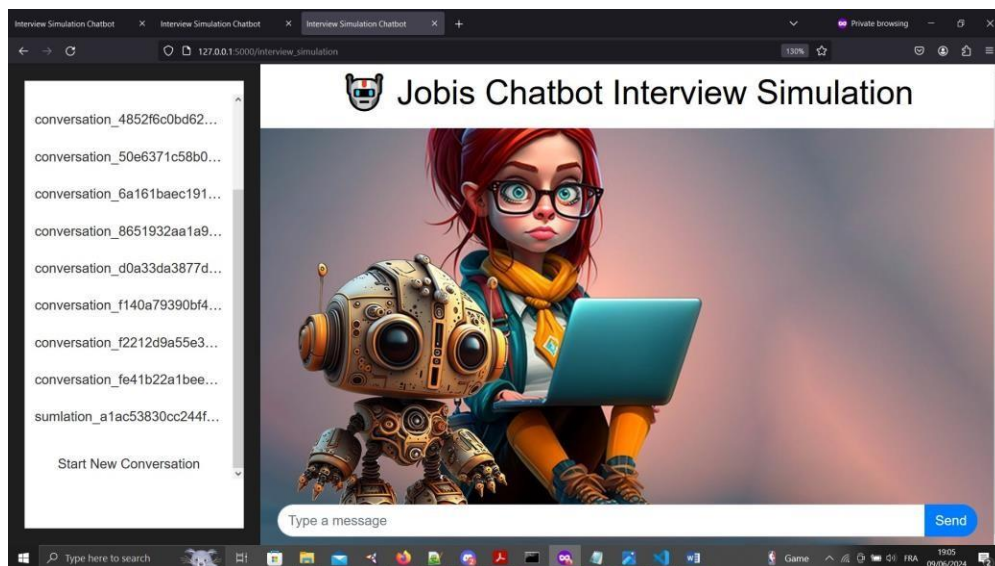 Interview Simulation Chatbot
Interview Simulation Chatbot
Interview Simulation Chatbot
Private browsing
127.0.0.1:5000/interview_simulation
130%
Jobis Chatbot Interview Simulation
conversation_4852f6c0bd62...
conversation_50e6371c58b0...
conversation_6a161baec191...
conversation_8651932aa1a9...
conversation_d0a33da3877d...
conversation_f140a79390bf4...
conversation_f2212d9a55e3...
conversation_fe41b22a1bee...
sumlation_a1ac53830cc244f...
Start New Conversation
Type a message
Send
Type here to search
Game
FRA
1905
09/06/2024